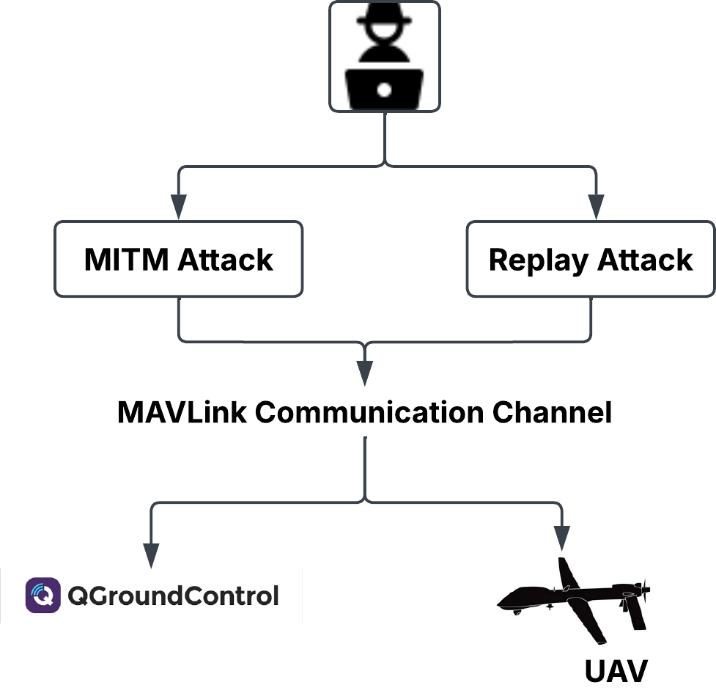 MITM Attack
Replay Attack
MAVLink Communication Channel
QGroundControl
UAV